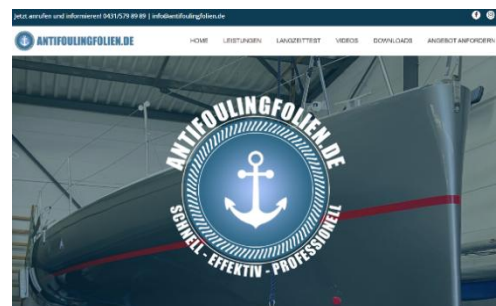 Jetzt anrufen und informieren! 0431/579 89 89 | info@antifoulingfolien.de
ANTIFOULINGFOLIEN.DE
HOME LEISTUNGEN LANGZEITTEST VIDEOS DOWNLOADS ANGEBOT ANFORDERN
ANTIFOULINGFOLIEN.DE
SCHNELL - EFFEKTIV - PROFESSIONELL